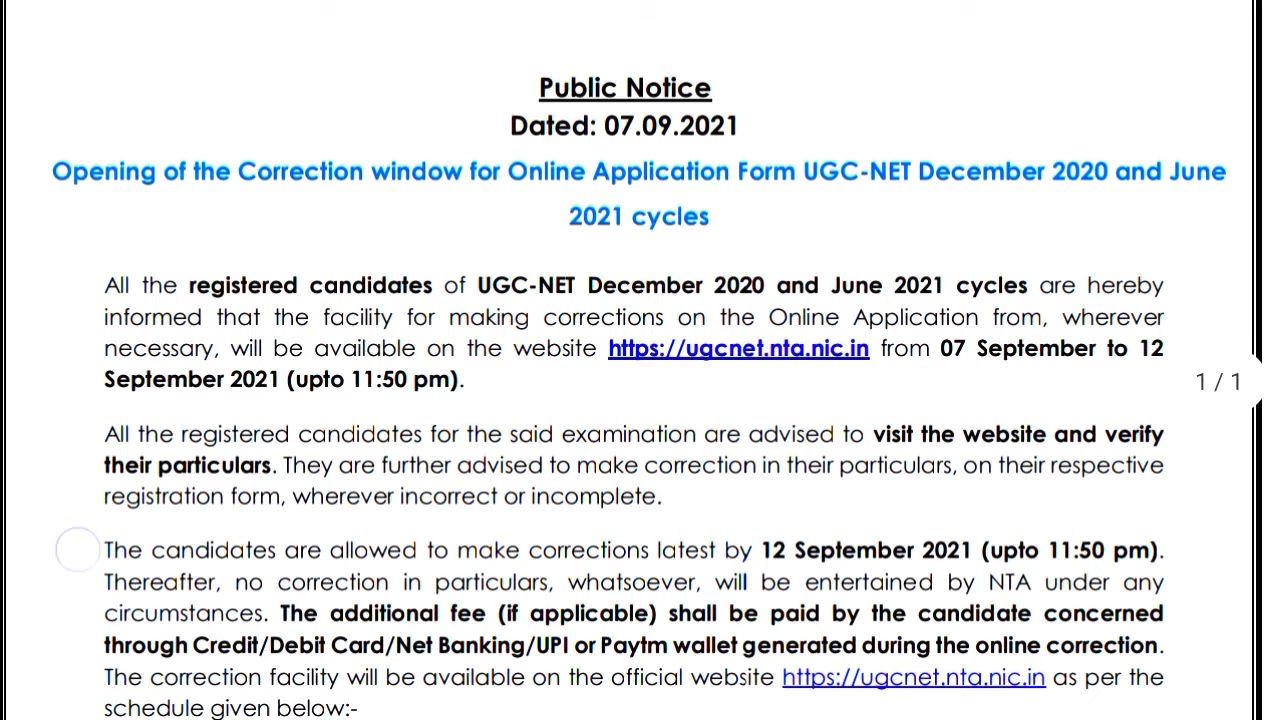 Public Notice
Dated: 07.09.2021
Opening of the Correction window for Online Application Form UGC-NET December 2020 and June
2021 cycles
All the registered candidates of UGC-NET December 2020 and June 2021 cycles are hereby
informed that the facility for making corrections on the Online Application from, wherever
necessary, will be available on the website https://ugcnet.nta.nic.in from 07 September to 12
September 2021 (upto 11:50 pm).
1 / 1
All the registered candidates for the said examination are advised to visit the website and verify
their particulars. They are further advised to make correction in their particulars, on their respective
registration form, wherever incorrect or incomplete.
The candidates are allowed to make corrections latest by 12 September 2021 (upto 11:50 pm).
Thereafter, no correction in particulars, whatsoever, will be entertained by NTA under any
circumstances. The additional fee (if applicable) shall be paid by the candidate concerned
through Credit/Debit Card/Net Banking/UPI or Paytm wallet generated during the online correction.
The correction facility will be available on the official website https://ugcnet.nta.nic.in as per the
schedule given below:-